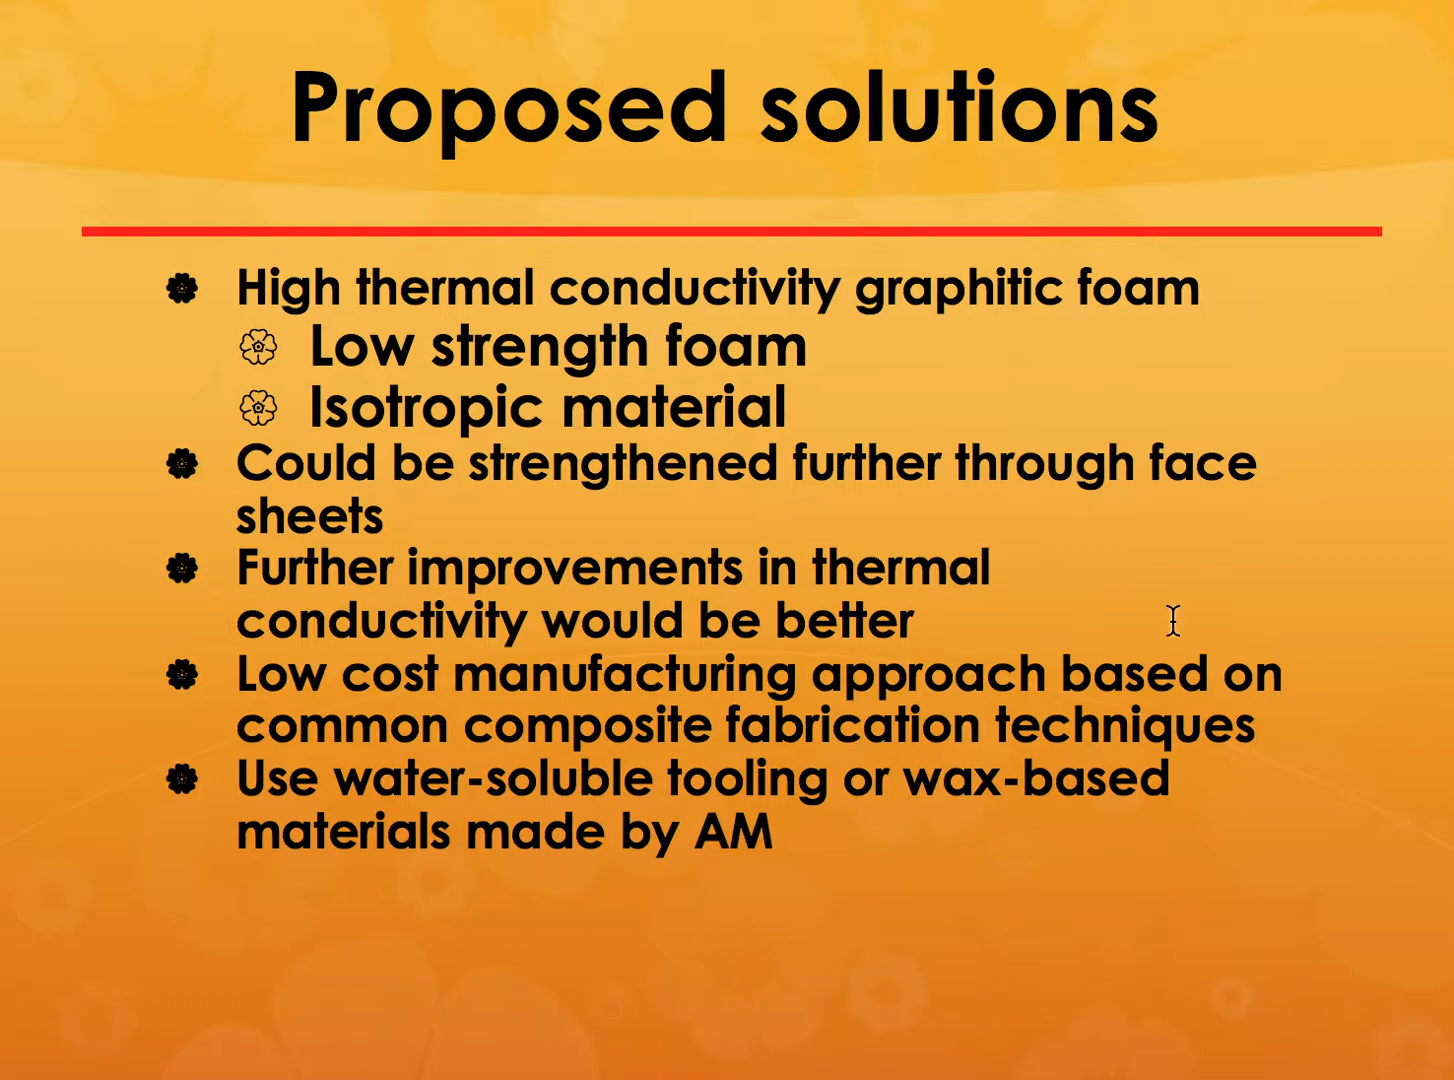 Proposed solutions
High thermal conductivity graphitic foam
Low strength foam
Isotropic material
Could be strengthened further through face
sheets
Further improvements in thermal
conductivity would be better
Low cost manufacturing approach based on
common composite fabrication techniques
Use water-soluble tooling or wax-based
materials made by AM